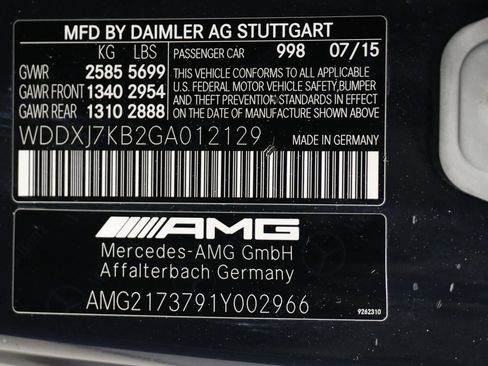 MFD BY DAIMLER AG STUTTGART
KG LBS PASSENGER CAR 998 07/15
GVWR 2585 5699 THIS VEHICLE CONFORMS TO ALL APPLICABLE
GAWR FRONT 1340 2954 U.S. FEDERAL MOTOR VEHICLE SAFETY,BUMPER
GAWR REAR 1310 2888 AND THEFT PREVENTION STANDARDS IN EFFECT
ON THE DATE OF MANUFACTURE SHOWN ABOVE.
WDDXJ7KB2GA012129 MADE IN GERMANY
AMG
Mercedes-AMG GmbH
Affalterbach Germany
AMG2173791Y002966
9262310